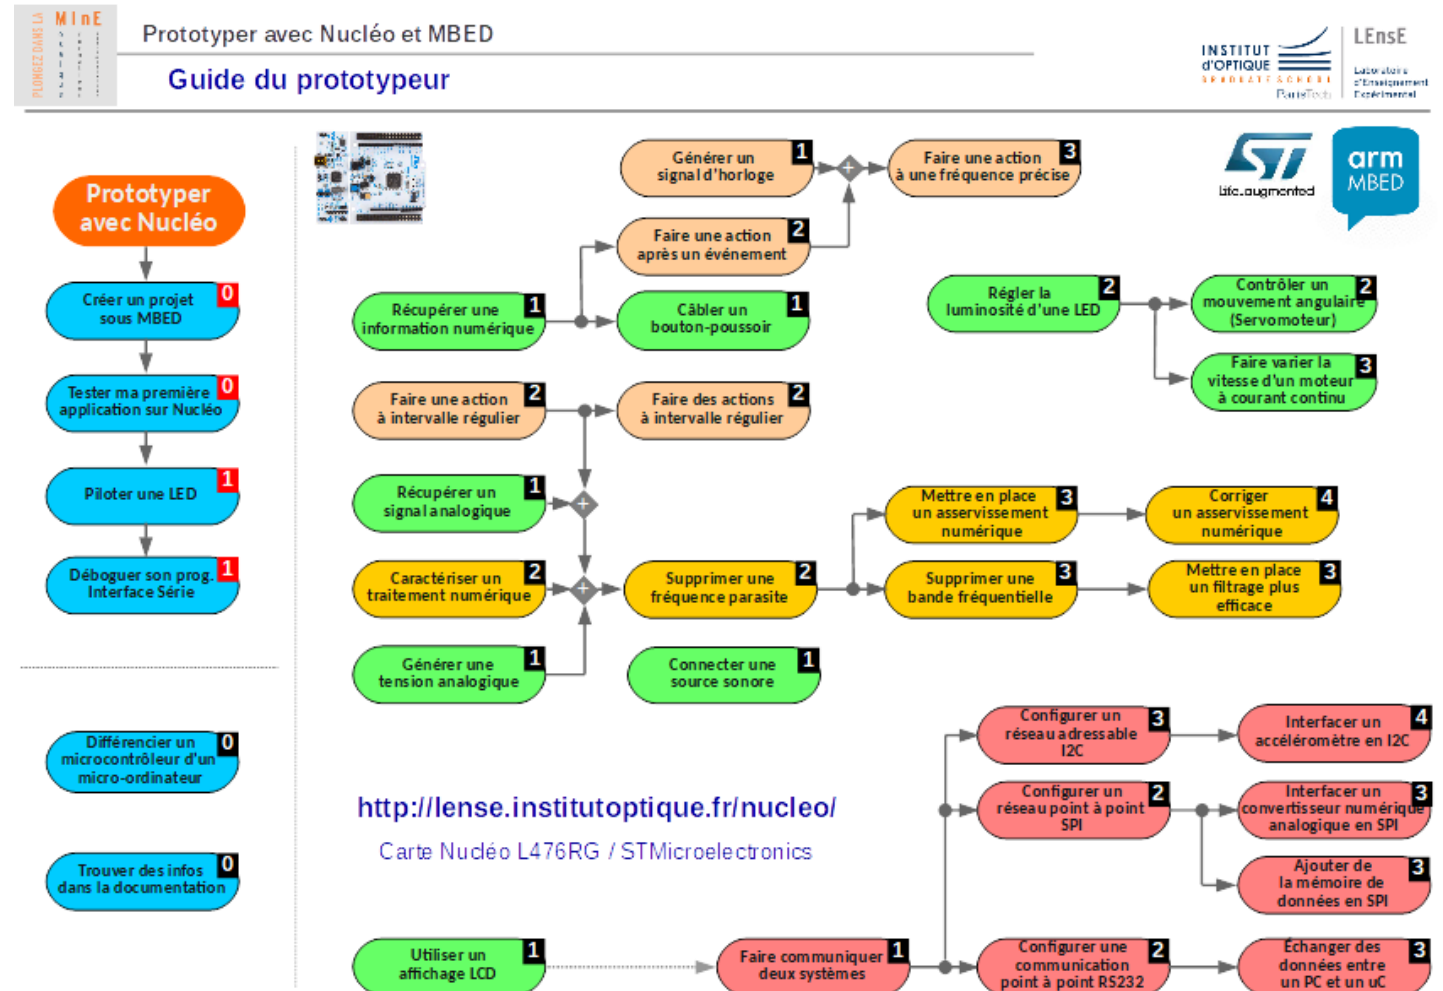 PLONGEZ DANS LA
MInE
Prototyper avec Nucléo et MBED
Guide du prototypeur
INSTITUT
d'OPTIQUE
GRADUATE SCHOOL
ParisTech
LEnsE
Laboratoire
d'Enseignement
Expérimental
life.augmented
arm
MBED
Prototyper
avec Nucléo
Créer un projet
sous MBED
0
Tester ma première
application sur Nucléo
0
Piloter une LED
1
Déboguer son prog.
Interface Série
1
Différencier un
microcontrôleur d'un
micro-ordinateur
0
Trouver des infos
dans la documentation
0
Générer un
signal d'horloge
1
+
Faire une action
à une fréquence précise
3
Faire une action
après un événement
2
Récupérer une
information numérique
1
Câbler un
bouton-poussoir
1
Régler la
luminosité d'une LED
2
Contrôler un
mouvement angulaire
(Servomoteur)
2
Faire varier la
vitesse d'un moteur
à courant continu
3
Faire une action
à intervalle régulier
2
Faire des actions
à intervalle régulier
2
Récupérer un
signal analogique
1
+
Mettre en place
un asservissement
numérique
3
Corriger
un asservissement
numérique
4
Caractériser un
traitement numérique
2
+
Supprimer une
fréquence parasite
2
Supprimer une
bande fréquentielle
3
Mettre en place
un filtrage plus
efficace
3
Générer une
tension analogique
1
Connecter une
source sonore
1
Configurer un
réseau adressable
I2C
3
Interfacer un
accéléromètre en I2C
4
http://lense.institutoptique.fr/nucleo/
Carte Nucléo L476RG / STMicroelectronics
Configurer un
réseau point à point
SPI
2
Interfacer un
convertisseur numérique
analogique en SPI
3
Ajouter de
la mémoire de
données en SPI
3
Utiliser un
affichage LCD
1
Faire communiquer
deux systèmes
1
Configurer une
communication
point à point RS232
2
Échanger des
données entre
un PC et un uC
3